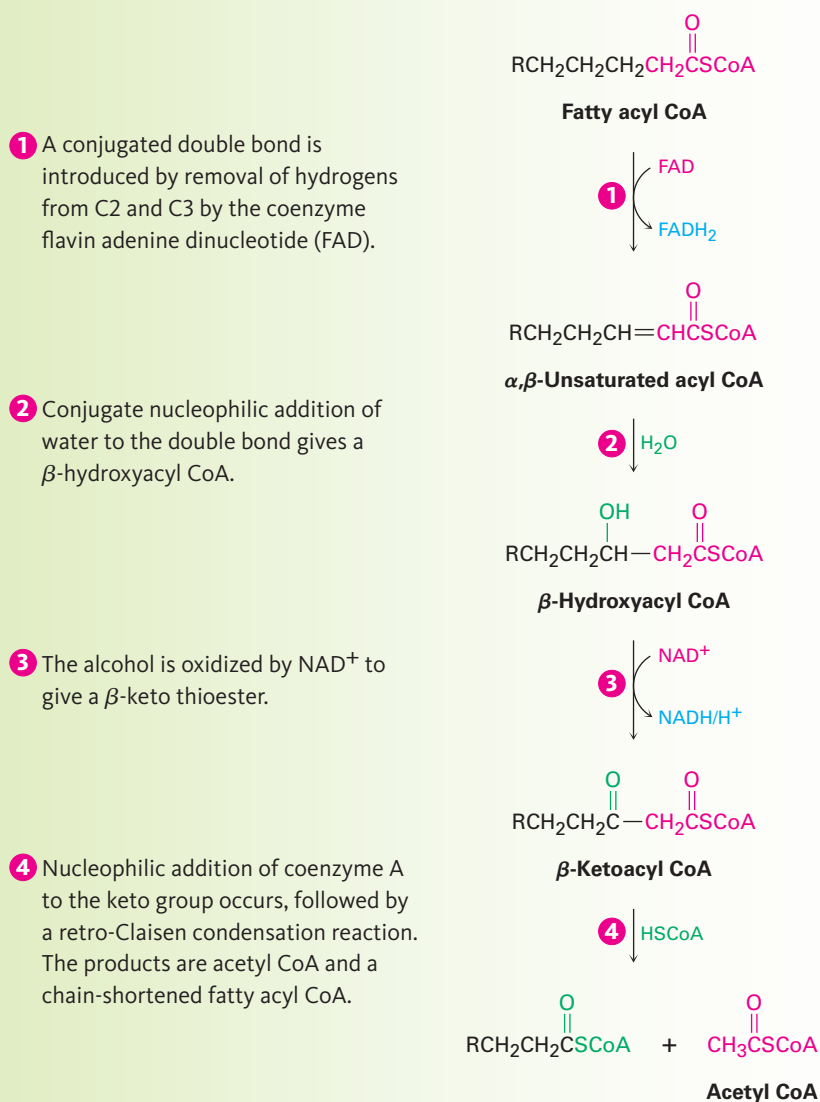 O
RCH₂CH₂CH₂CH₂CSCoA
Fatty acyl CoA
1 A conjugated double bond is
introduced by removal of hydrogens
from C2 and C3 by the coenzyme
flavin adenine dinucleotide (FAD).
1
FAD
FADH₂
O
RCH₂CH₂CH=CHCSCoA
α,β-Unsaturated acyl CoA
2 Conjugate nucleophilic addition of
water to the double bond gives a
β-hydroxyacyl CoA.
2 H₂O
OH O
RCH₂CH₂CH—CH₂CSCoA
β-Hydroxyacyl CoA
3 The alcohol is oxidized by NAD⁺ to
give a β-keto thioester.
3
NAD⁺
NADH/H⁺
O O
RCH₂CH₂C—CH₂CSCoA
β-Ketoacyl CoA
4 Nucleophilic addition of coenzyme A
to the keto group occurs, followed by
a retro-Claisen condensation reaction.
The products are acetyl CoA and a
chain-shortened fatty acyl CoA.
4 HSCoA
O O
RCH₂CH₂CSCoA + CH₃CSCoA
Acetyl CoA